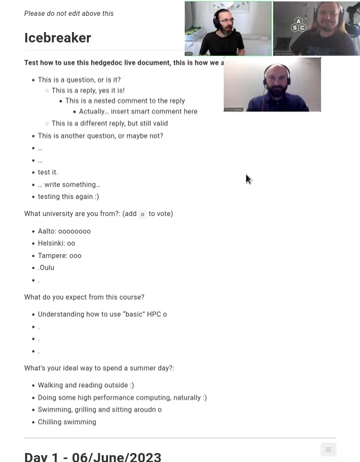 Please do not edit above this
Icebreaker
Test how to use this hedgedoc live document, this is how we a
This is a question, or is it?
This is a reply, yes it is!
This is a nested comment to the reply
Actually… insert smart comment here
This is a different reply, but still valid
This is another question, or maybe not?
…
…
test it.
… write something…
testing this again :)
What university are you from?: (add o to vote)
Aalto: oooooooo
Helsinki: oo
Tampere: ooo
.Oulu
.
What do you expect from this course?
Understanding how to use "basic" HPC o
.
.
.
What's your ideal way to spend a summer day?:
Walking and reading outside :)
Doing some high performance computing, naturally :)
Swimming, grilling and sitting aroudn o
Chilling swimming
Day 1 - 06/June/2023